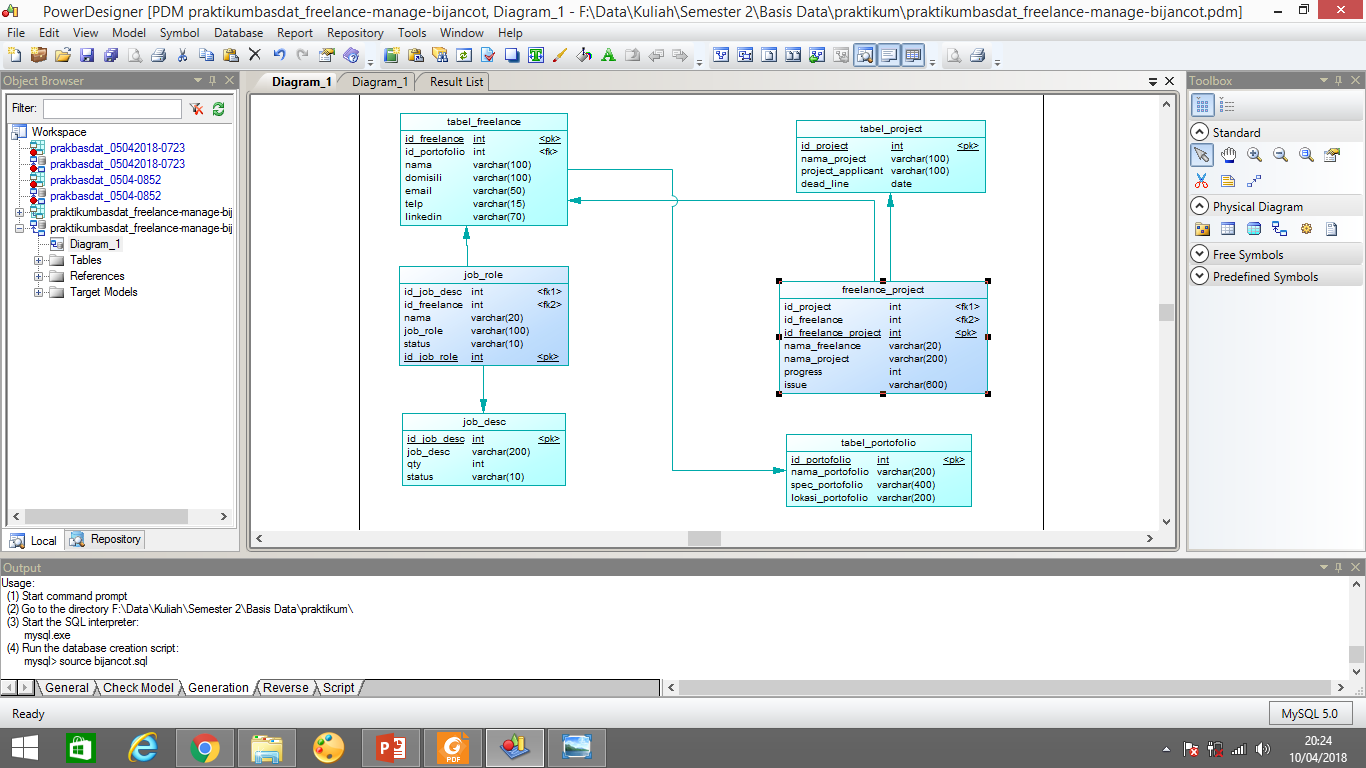 PowerDesigner [PDM praktikumbasdat_freelance-manage-bijancot, Diagram_1 - F:\Data\Kuliah\Semester 2\Basis Data\praktikum\praktikumbasdat_freelance-manage-bijancot.pdm]
File Edit View Model Symbol Database Report Repository Tools Window Help
Object Browser
Filter:
Workspace
prakbasdat_05042018-0723
prakbasdat_05042018-0723
prakbasdat_0504-0852
prakbasdat_0504-0852
praktikumbasdat_freelance-manage-bij
praktikumbasdat_freelance-manage-bij
Diagram_1
Tables
References
Target Models
Local Repository
Diagram_1 Diagram_1 Result List
tabel_freelance
id_freelance int <pk>
id_portofolio int <fk>
nama varchar(100)
domisili varchar(100)
email varchar(50)
telp varchar(15)
linkedin varchar(70)
tabel_project
id_project int <pk>
nama_project varchar(100)
project_applicant varchar(100)
dead_line date
job_role
id_job_desc int <fk1>
id_freelance int <fk2>
nama varchar(20)
job_role varchar(100)
status varchar(10)
id_job_role int <pk>
freelance_project
id_project int <fk1>
id_freelance int <fk2>
id_freelance_project int <pk>
nama_freelance varchar(20)
nama_project varchar(200)
progress int
issue varchar(600)
job_desc
id_job_desc int <pk>
job_desc varchar(200)
qty int
status varchar(10)
tabel_portofolio
id_portofolio int <pk>
nama_portofolio varchar(200)
spec_portofolio varchar(400)
lokasi_portofolio varchar(200)
Toolbox
Standard
Physical Diagram
Free Symbols
Predefined Symbols
Output
Usage:
(1) Start command prompt
(2) Go to the directory F:\Data\Kuliah\Semester 2\Basis Data\praktikum\
(3) Start the SQL interpreter:
mysql.exe
(4) Run the database creation script:
mysql> source bijancot.sql
General Check Model Generation Reverse Script
Ready
MySQL 5.0
PDF
20:24
10/04/2018